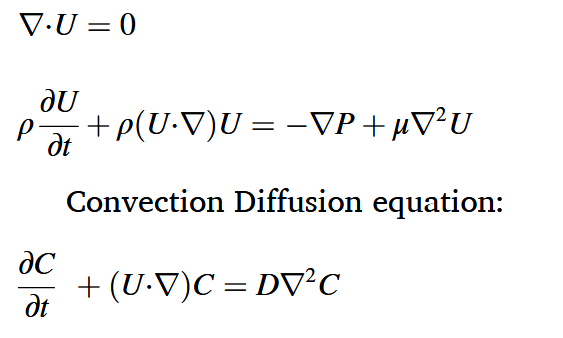 ∇·U = 0
ρ ∂U/∂t + ρ(U·∇)U = −∇P + μ∇²U
Convection Diffusion equation:
∂C/∂t + (U·∇)C = D∇²C